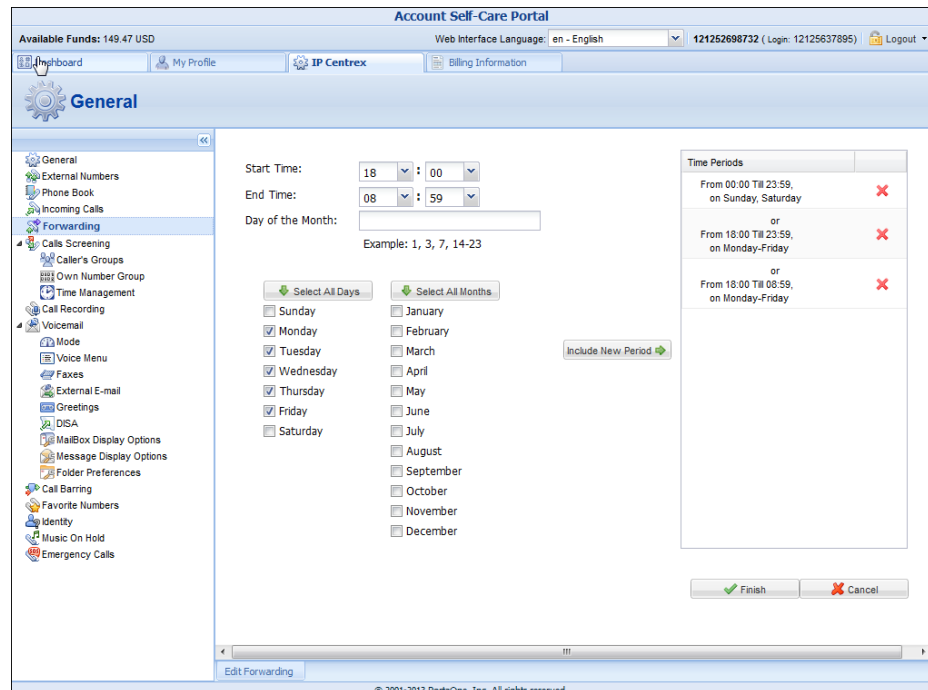 Account Self-Care Portal
Available Funds: 149.47 USD
Web Interface Language: en - English
121252698732 ( Login: 12125637895)
Logout
Dashboard
My Profile
IP Centrex
Billing Information
General
General
External Numbers
Phone Book
Incoming Calls
Forwarding
Calls Screening
Caller's Groups
Own Number Group
Time Management
Call Recording
Voicemail
Mode
Voice Menu
Faxes
External E-mail
Greetings
DISA
MailBox Display Options
Message Display Options
Folder Preferences
Call Barring
Favorite Numbers
Identity
Music On Hold
Emergency Calls
Start Time: 18 : 00
End Time: 08 : 59
Day of the Month:
Example: 1, 3, 7, 14-23
Select All Days
Sunday
Monday
Tuesday
Wednesday
Thursday
Friday
Saturday
Select All Months
January
February
March
April
May
June
July
August
September
October
November
December
Include New Period
Time Periods
From 00:00 Till 23:59,
on Sunday, Saturday
or
From 18:00 Till 23:59,
on Monday-Friday
or
From 18:00 Till 08:59,
on Monday-Friday
Finish
Cancel
Edit Forwarding
© 2001-2013 PortaOne, Inc. All rights reserved